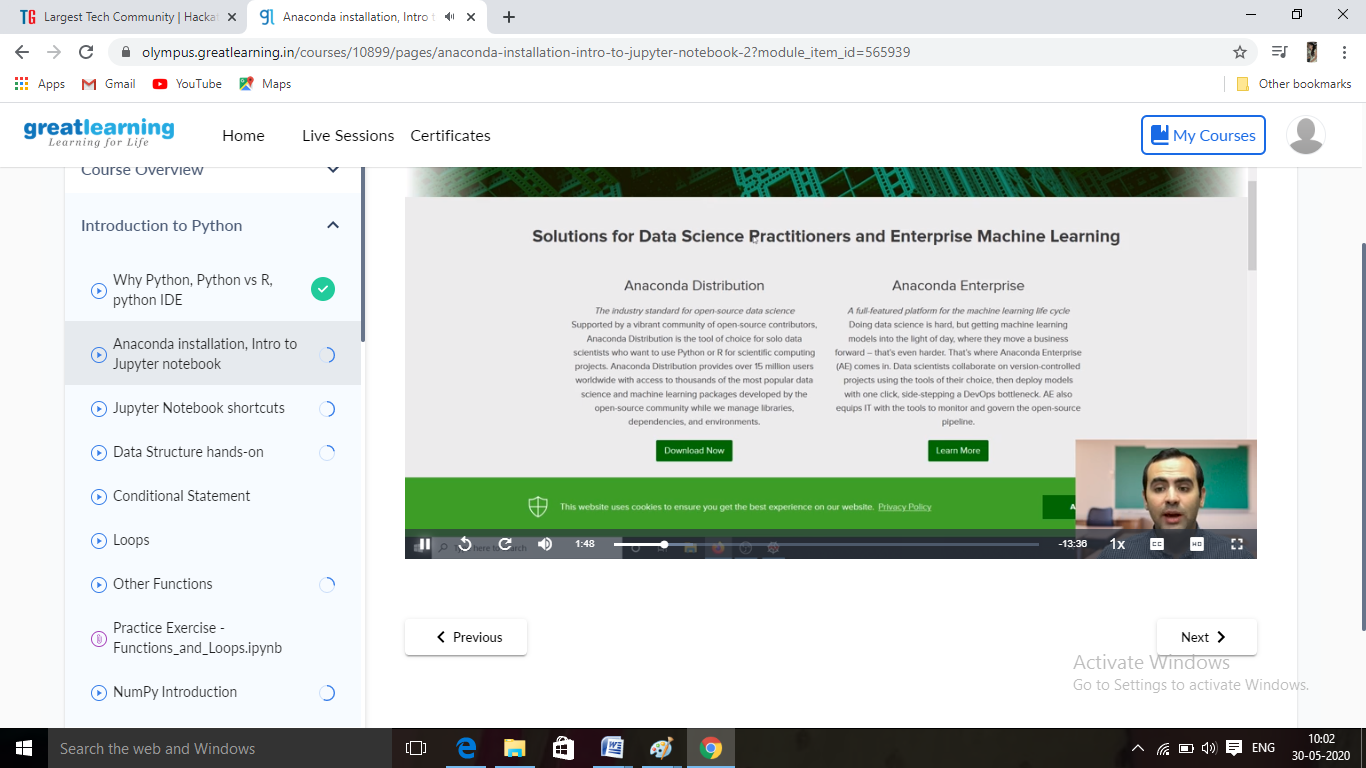 Largest Tech Community | Hacka
Anaconda installation, Intro t
olympus.greatlearning.in/courses/10899/pages/anaconda-installation-intro-to-jupyter-notebook-2?module_item_id=565939
Apps Gmail YouTube Maps Other bookmarks
greatlearning
Learning for Life
Home Live Sessions Certificates My Courses
Course Overview
Introduction to Python
Why Python, Python vs R,
python IDE
Anaconda installation, Intro to
Jupyter notebook
Jupyter Notebook shortcuts
Data Structure hands-on
Conditional Statement
Loops
Other Functions
Practice Exercise -
Functions_and_Loops.ipynb
NumPy Introduction
Solutions for Data Science Practitioners and Enterprise Machine Learning
Anaconda Distribution
The industry standard for open-source data science
Supported by a vibrant community of open-source contributors,
Anaconda Distribution is the tool of choice for solo data
scientists who want to use Python or R for scientific computing
projects. Anaconda Distribution provides over 15 million users
worldwide with access to thousands of the most popular data
science and machine learning packages developed by the
open-source community while we manage libraries,
dependencies, and environments.
Download Now
Anaconda Enterprise
A full-featured platform for the machine learning life cycle
Doing data science is hard, but getting machine learning
models into the light of day, where they move a business
forward – that's even harder. That's where Anaconda Enterprise
(AE) comes in. Data scientists collaborate on version-controlled
projects using the tools of their choice, then deploy models
with one click, side-stepping a DevOps bottleneck. AE also
equips IT with the tools to monitor and govern the open-source
pipeline.
Learn More
This website uses cookies to ensure you get the best experience on our website. Privacy Policy
A
1:48 -13:36 1x CC HD
Previous Next
Activate Windows
Go to Settings to activate Windows.
Search the web and Windows
ENG
10:02
30-05-2020